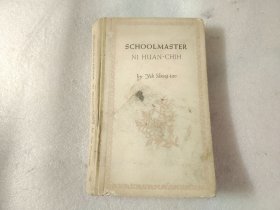 SCHOOLMASTER
NI HUAN-CHIH
by Yeh Sheng-tao